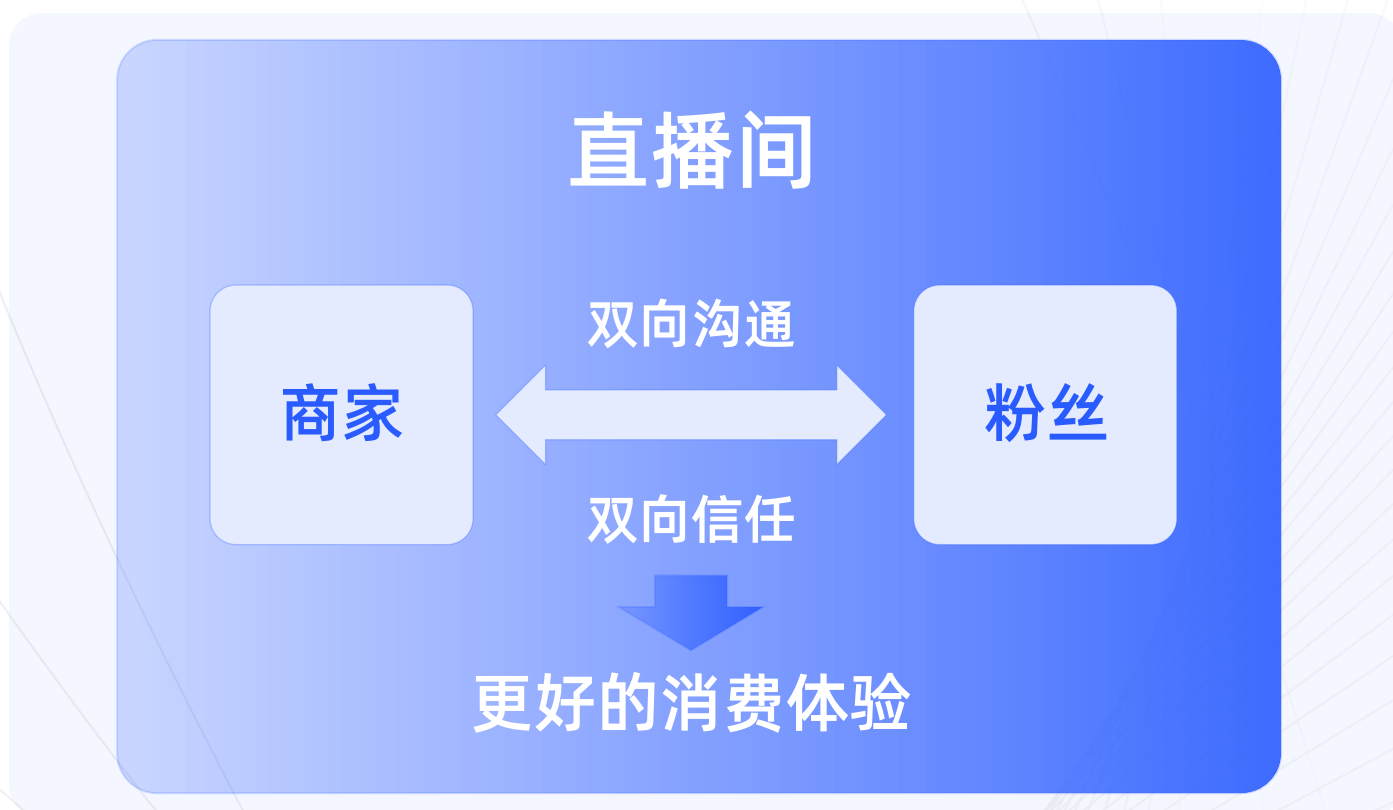 直播间
双向沟通
商家
粉丝
双向信任
更好的消费体验